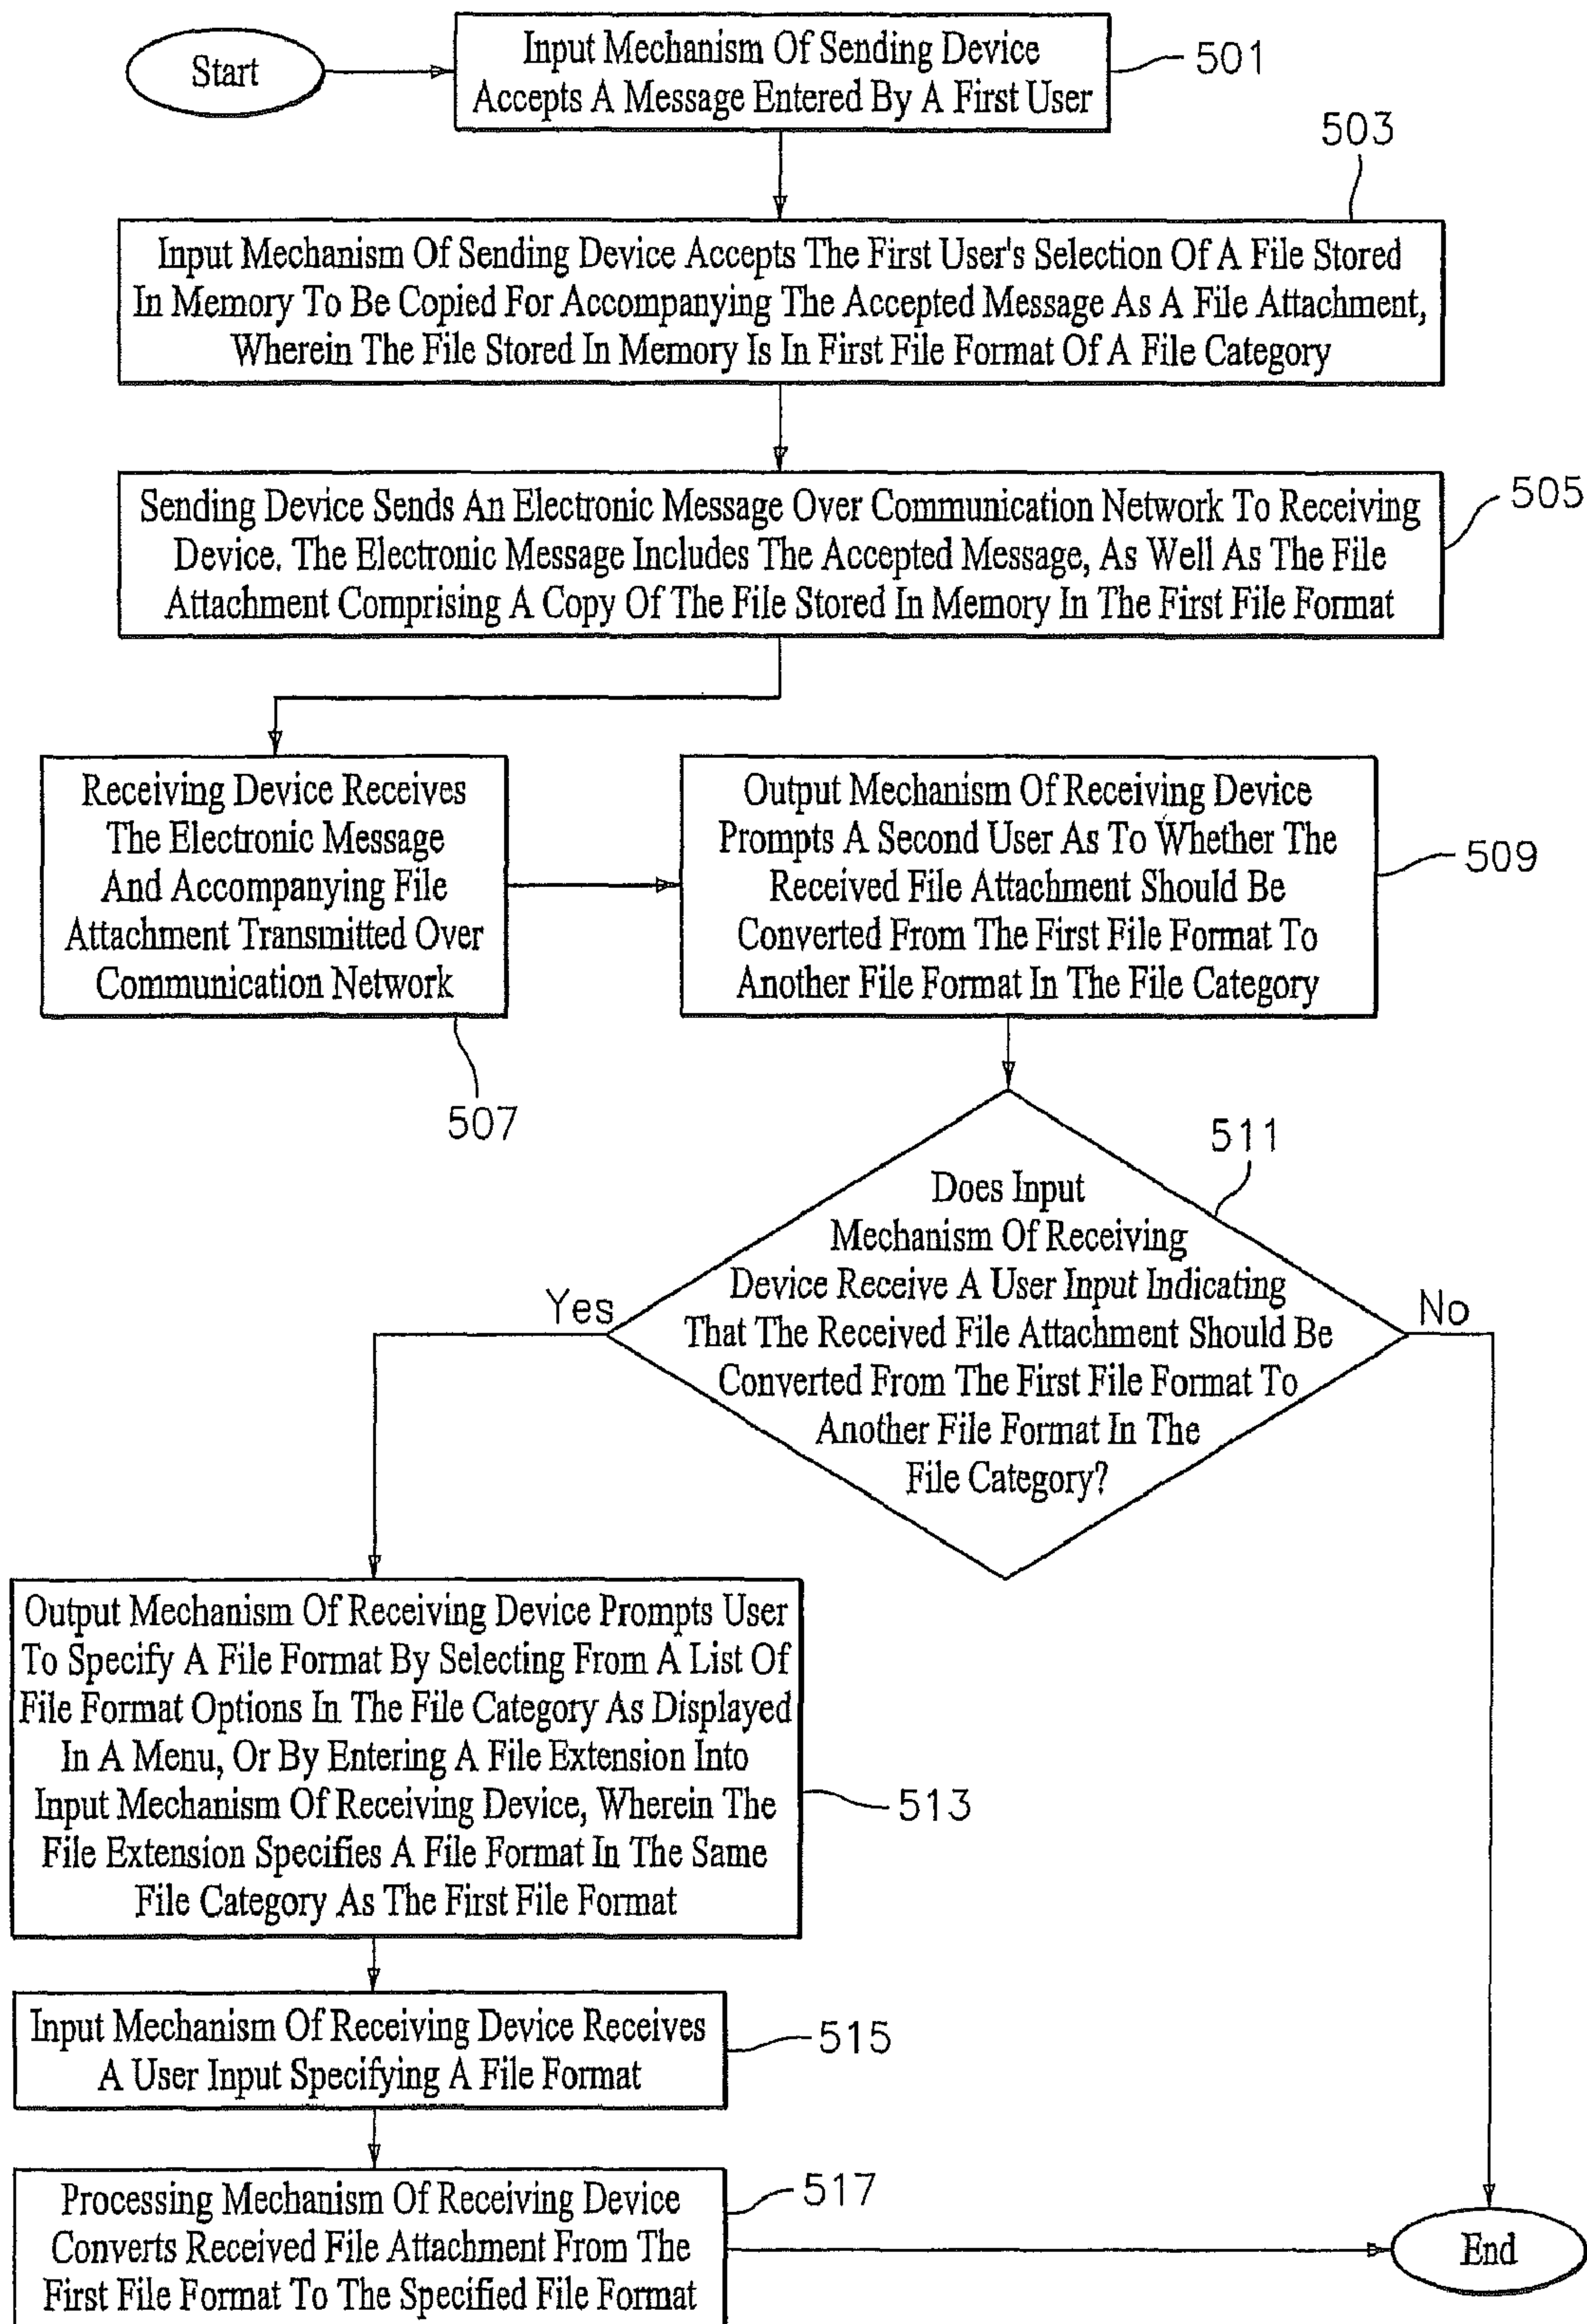 Start
Input Mechanism Of Sending Device
Accepts A Message Entered By A First User
501
503
Input Mechanism Of Sending Device Accepts The First User's Selection Of A File Stored
In Memory To Be Copied For Accompanying The Accepted Message As A File Attachment,
Wherein The File Stored In Memory Is In First File Format Of A File Category
Sending Device Sends An Electronic Message Over Communication Network To Receiving
Device. The Electronic Message Includes The Accepted Message, As Well As The File
Attachment Comprising A Copy Of The File Stored In Memory In The First File Format
505
Receiving Device Receives
The Electronic Message
And Accompanying File
Attachment Transmitted Over
Communication Network
507
Output Mechanism Of Receiving Device
Prompts A Second User As To Whether The
Received File Attachment Should Be
Converted From The First File Format To
Another File Format In The File Category
509
511
Does Input
Mechanism Of Receiving
Device Receive A User Input Indicating
That The Received File Attachment Should Be
Converted From The First File Format To
Another File Format In The
File Category?
Yes
No
Output Mechanism Of Receiving Device Prompts User
To Specify A File Format By Selecting From A List Of
File Format Options In The File Category As Displayed
In A Menu, Or By Entering A File Extension Into
Input Mechanism Of Receiving Device, Wherein The
File Extension Specifies A File Format In The Same
File Category As The First File Format
513
Input Mechanism Of Receiving Device Receives
A User Input Specifying A File Format
515
Processing Mechanism Of Receiving Device
Converts Received File Attachment From The
First File Format To The Specified File Format
517
End